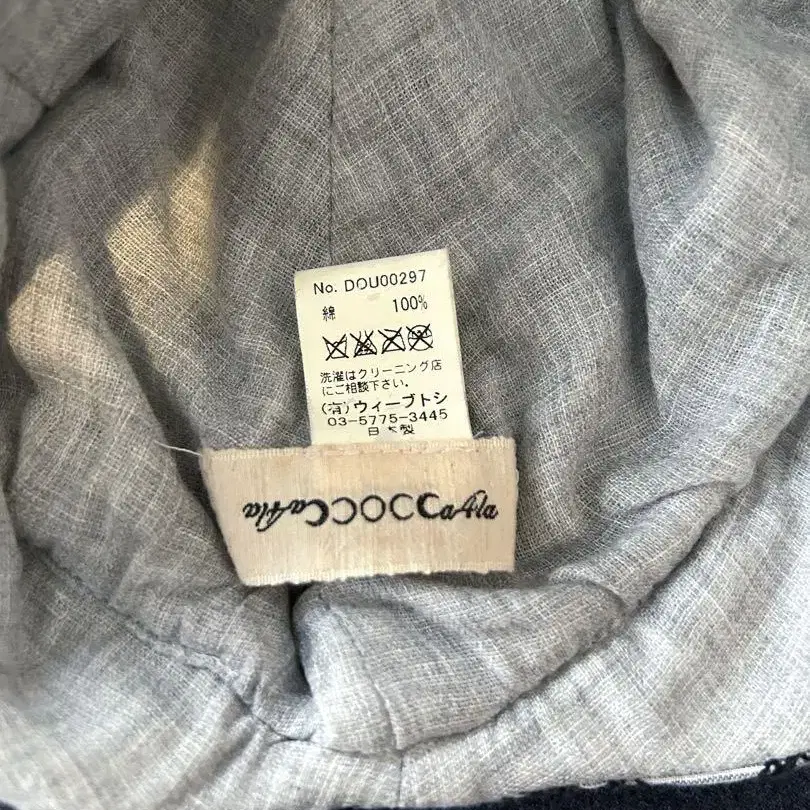 No. DOU00297
綿 100%
洗濯はクリーニング店
にご相談下さい。
(有)ウィーブトシ
03-5775-3445
日本製
CaflaCOCOCafla